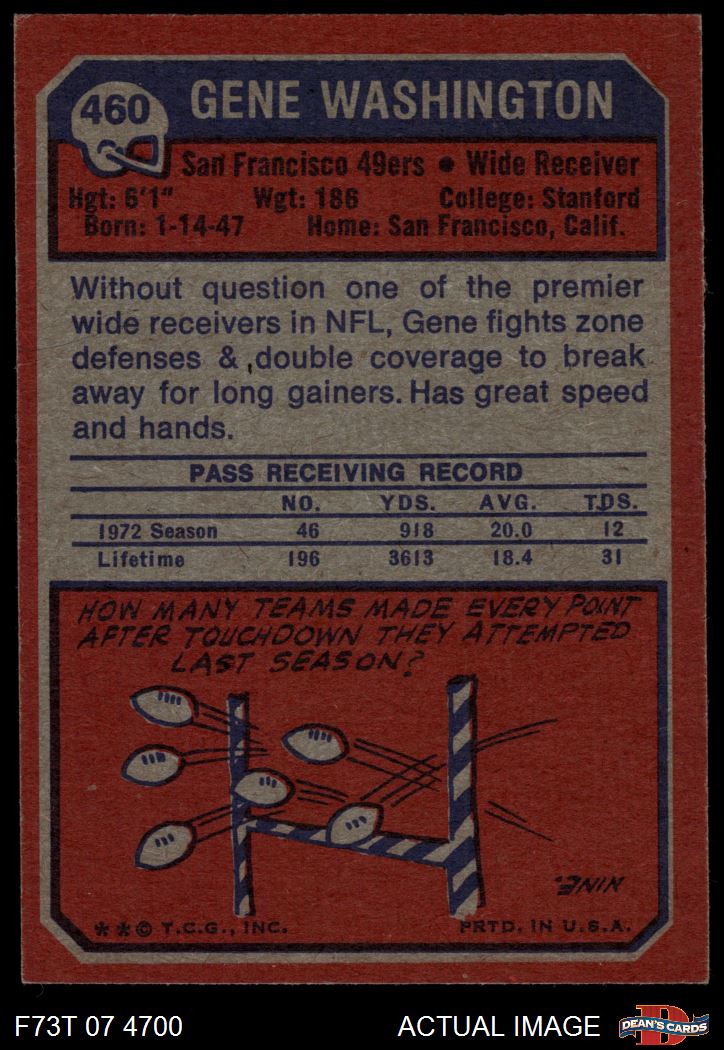 460
GENE WASHINGTON
San Francisco 49ers • Wide Receiver
Hgt: 6'1" Wgt: 186 College: Stanford
Born: 1-14-47 Home: San Francisco, Calif.
Without question one of the premier
wide receivers in NFL, Gene fights zone
defenses & double coverage to break
away for long gainers. Has great speed
and hands.
PASS RECEIVING RECORD
NO. YDS. AVG. TDS.
1972 Season 46 918 20.0 12
Lifetime 196 3613 18.4 31
HOW MANY TEAMS MADE EVERY POINT
AFTER TOUCHDOWN THEY ATTEMPTED
LAST SEASON?
NINE.
**© T.C.G., INC. PRTD. IN U.S.A.
F73T 07 4700 ACTUAL IMAGE
D
DEAN'S CARDS